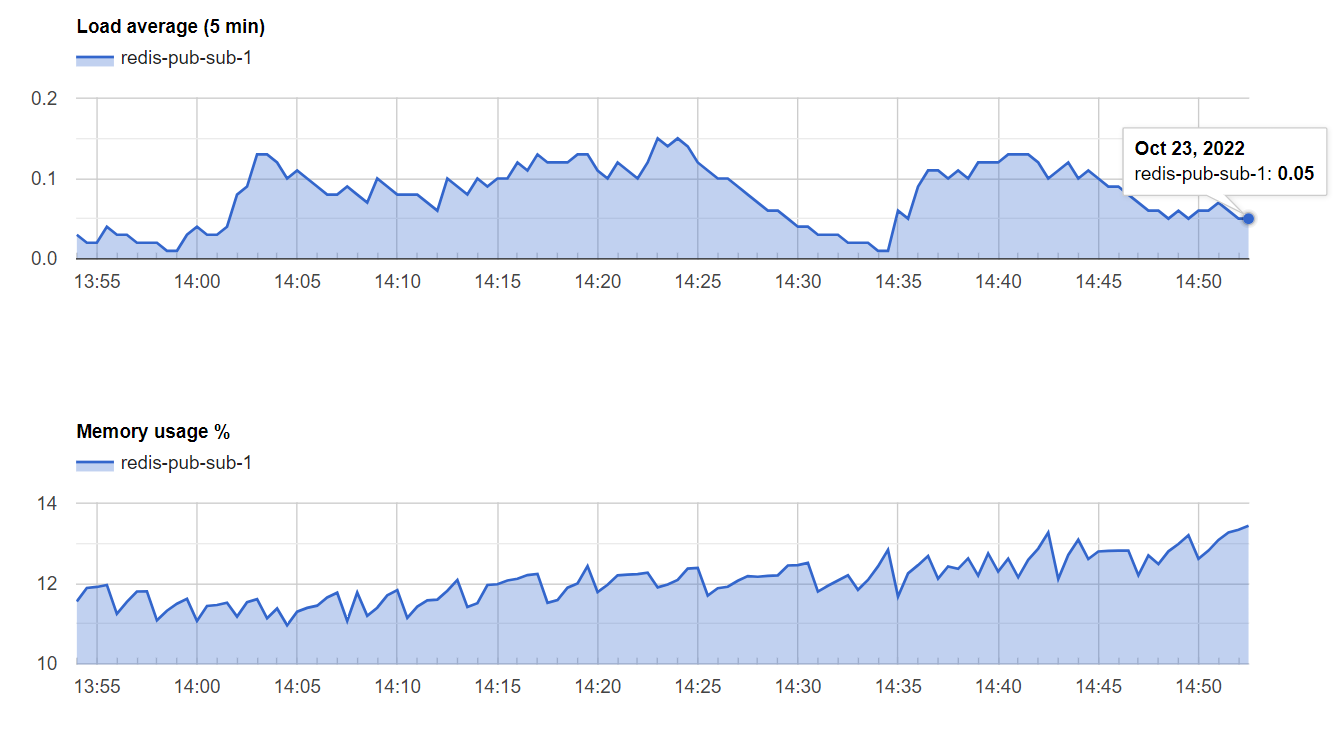 Load average (5 min)
redis-pub-sub-1
0.2
0.1
0.0
Oct 23, 2022
redis-pub-sub-1: 0.05
13:55 14:00 14:05 14:10 14:15 14:20 14:25 14:30 14:35 14:40 14:45 14:50
Memory usage %
redis-pub-sub-1
14
12
10
13:55 14:00 14:05 14:10 14:15 14:20 14:25 14:30 14:35 14:40 14:45 14:50